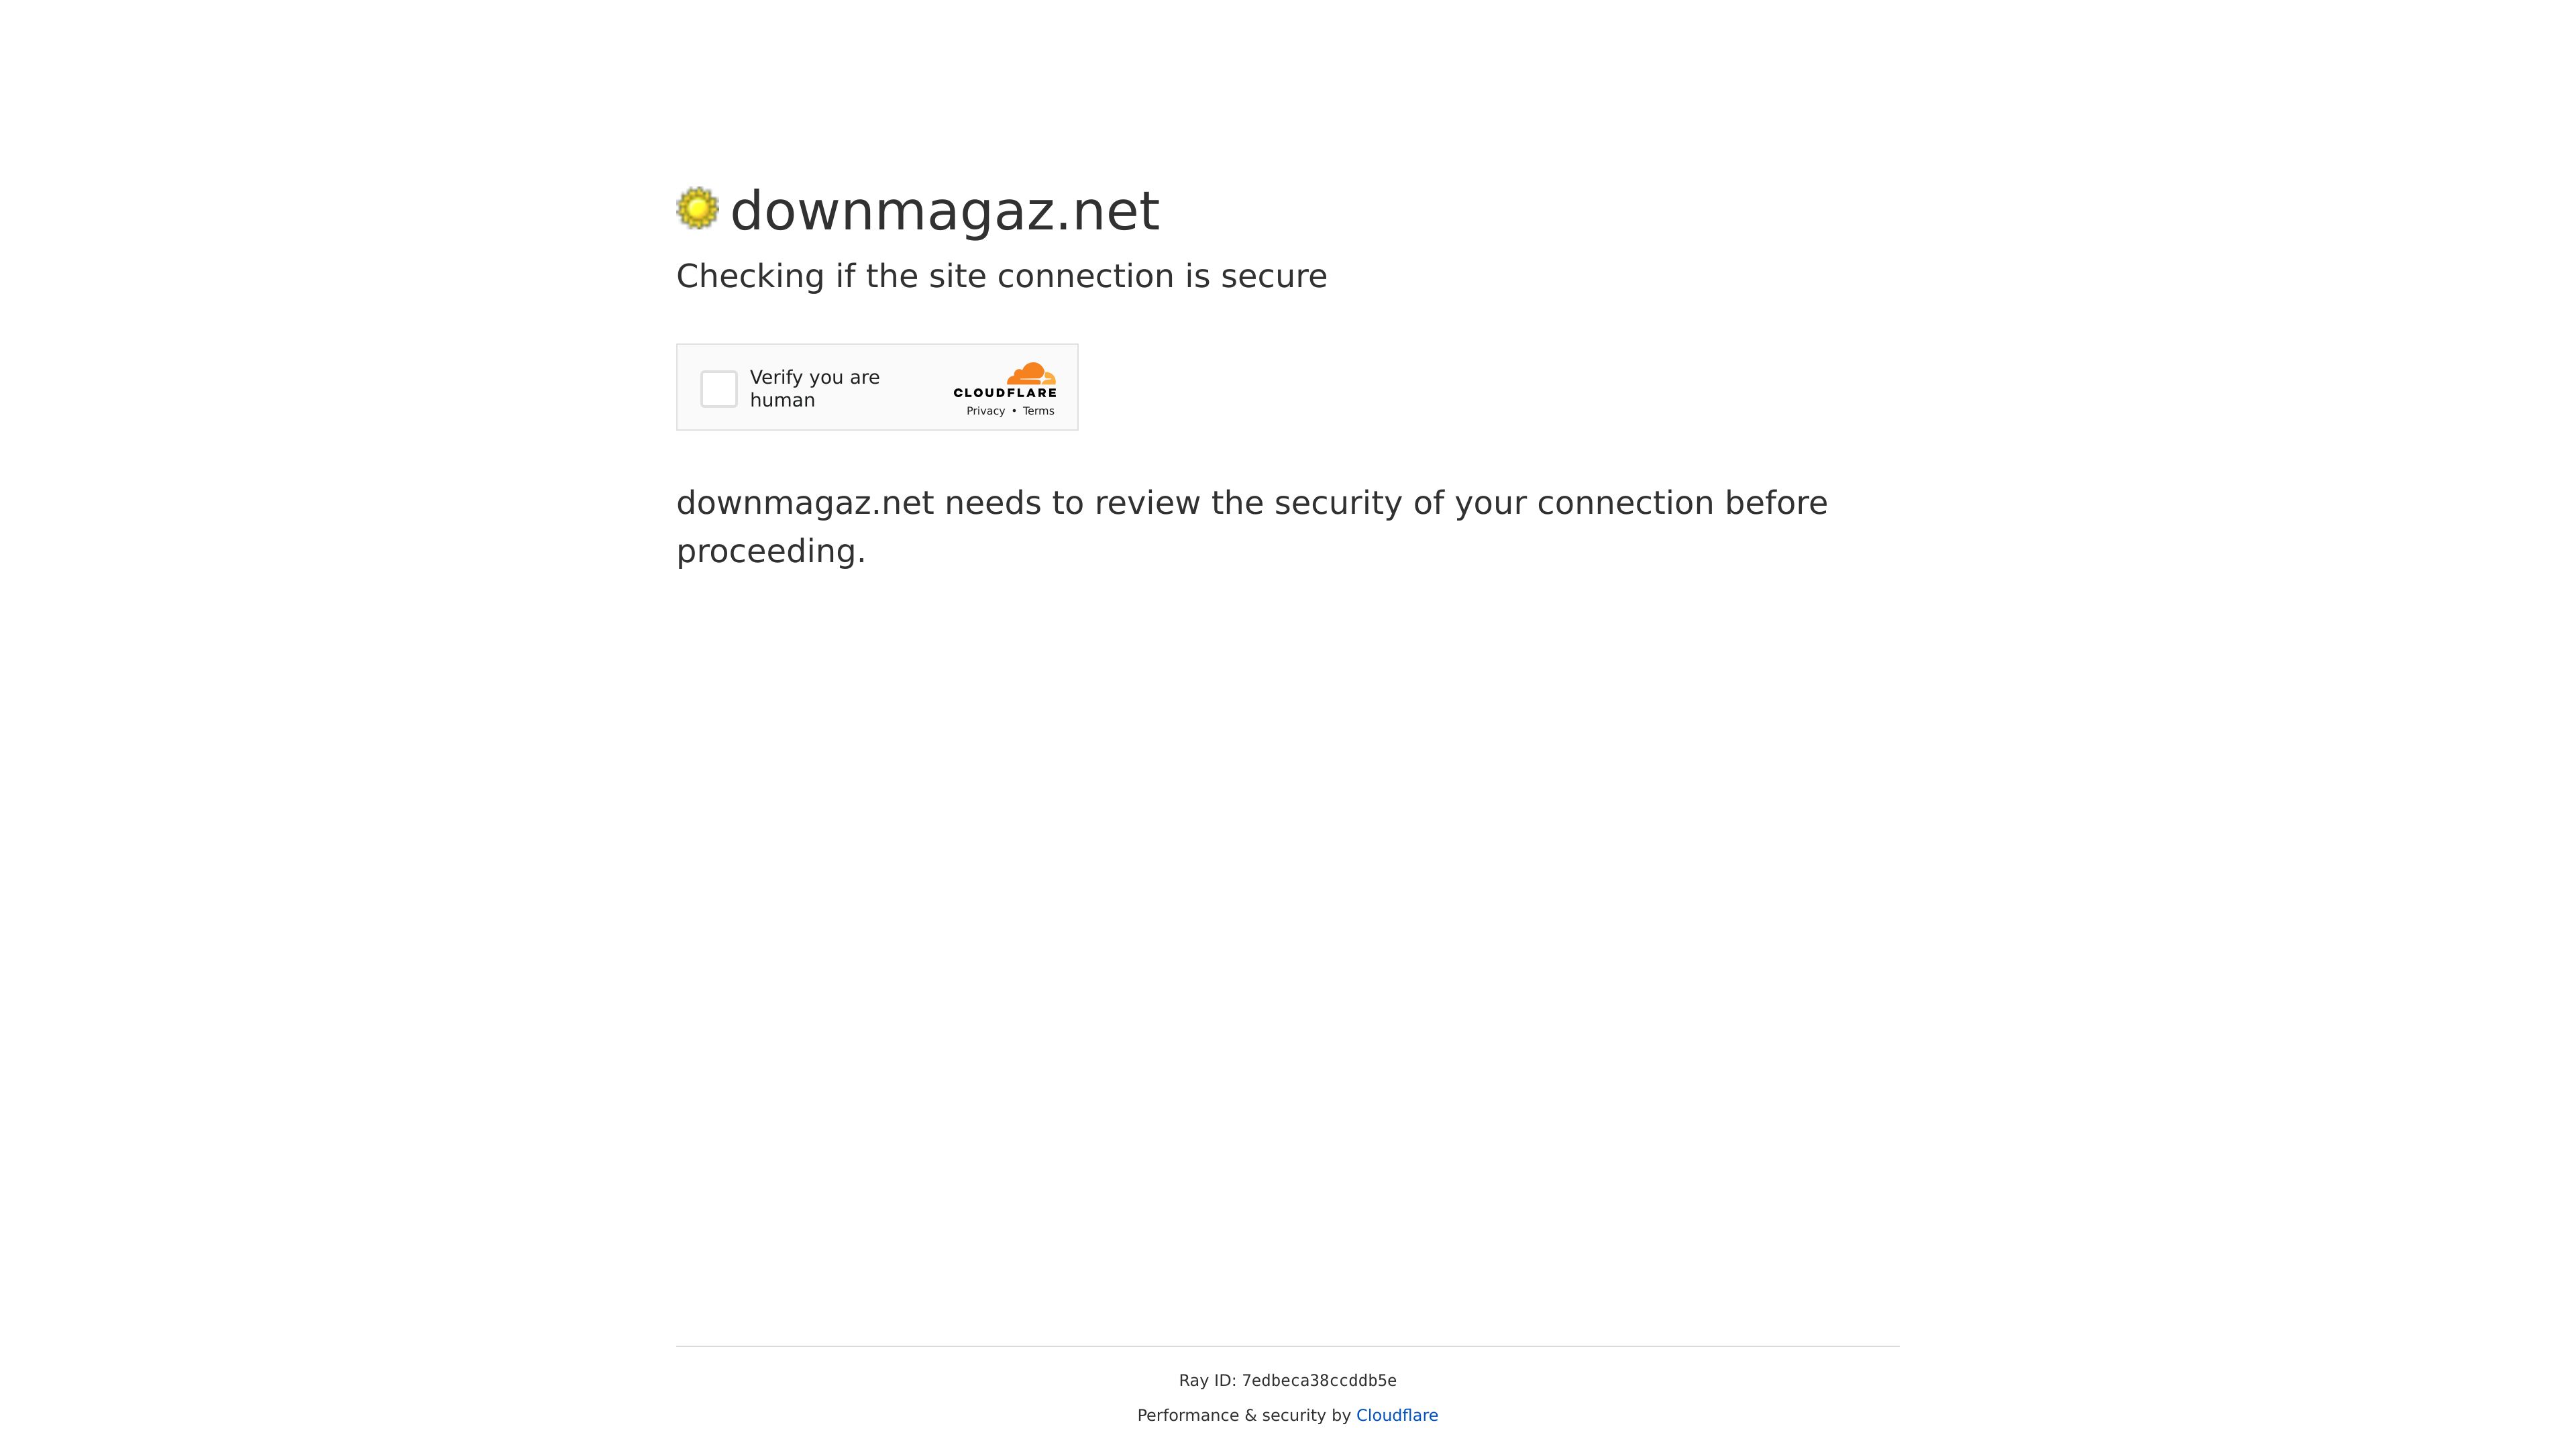 downmagaz.net
Checking if the site connection is secure
Verify you are
human
CLOUDFLARE
Privacy • Terms
downmagaz.net needs to review the security of your connection before
proceeding.
Ray ID: 7edbeca38ccddb5e
Performance & security by Cloudflare